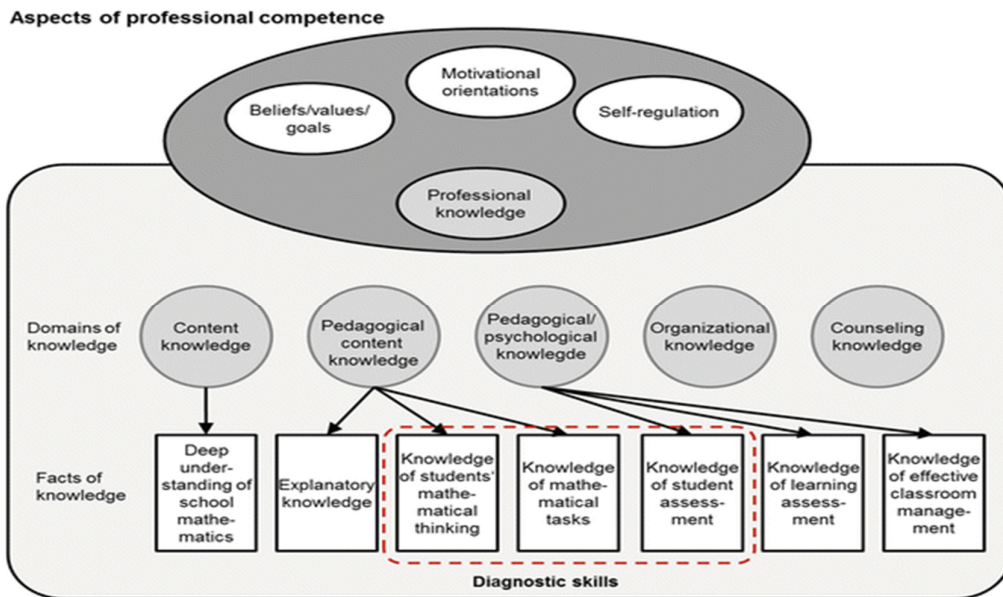 Aspects of professional competence
Motivational
orientations
Beliefs/values/
goals
Self-regulation
Professional
knowledge
Domains of
knowledge
Content
knowledge
Pedagogical
content
knowledge
Pedagogical/
psychological
knowlegde
Organizational
knowledge
Counseling
knowledge
Facts of
knowledge
Deep
under-
standing of
school
mathe-
matics
Explanatory
knowledge
Knowledge
of students'
mathe-
matical
thinking
Knowledge
of mathe-
matical
tasks
Knowledge
of student
assess-
ment
Knowledge
of learning
assess-
ment
Knowledge
of effective
classroom
manage-
ment
Diagnostic skills